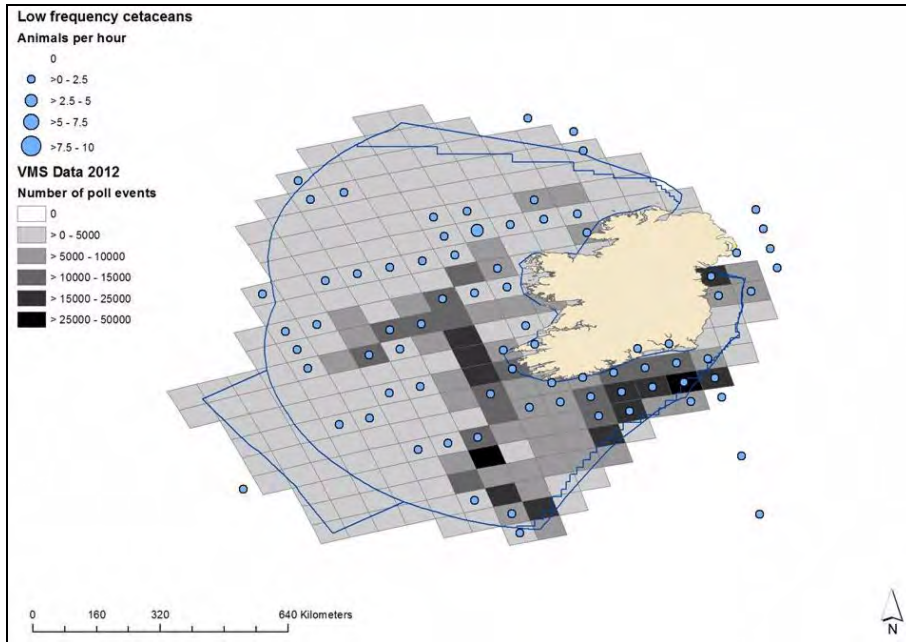 Low frequency cetaceans
Animals per hour
0
>0 - 2.5
> 2.5 - 5
>5 - 7.5
>7.5 - 10
VMS Data 2012
Number of poll events
0
> 0 - 5000
> 5000 - 10000
> 10000 - 15000
> 15000 - 25000
> 25000 - 50000
0 160 320 640 Kilometers
N